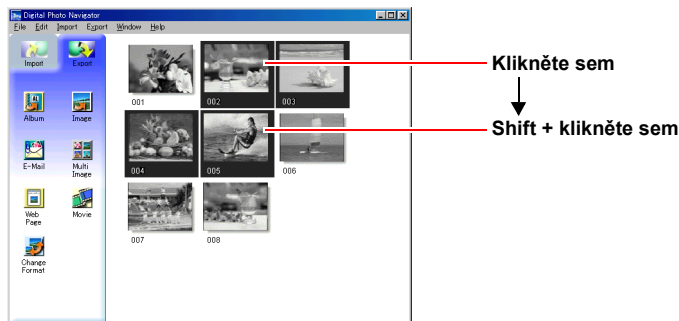 Digital Photo Navigator
File Edit Import Export Window Help
Import Export
Album Image
E-Mail Multi Image
Web Page Movie
Change Format
001 002 003
004 005 006
007 008
Klikněte sem
Shift + klikněte sem